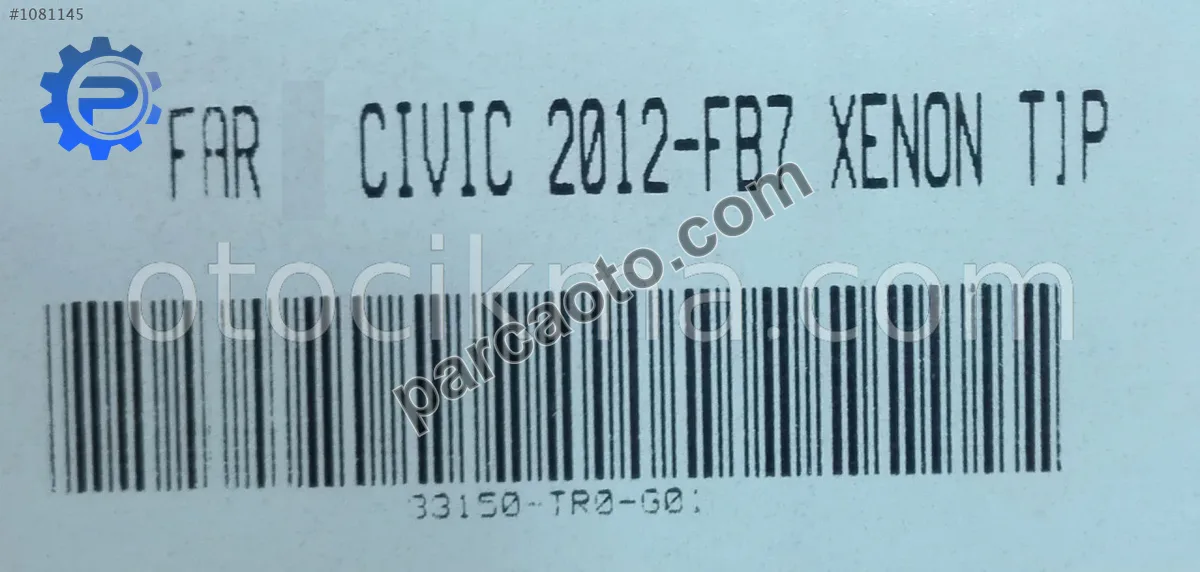 #1081145
P
FAR CIVIC 2012-FB7 XENON TIP
otocikma.com
parcaoto.com
33150-TR0-G01